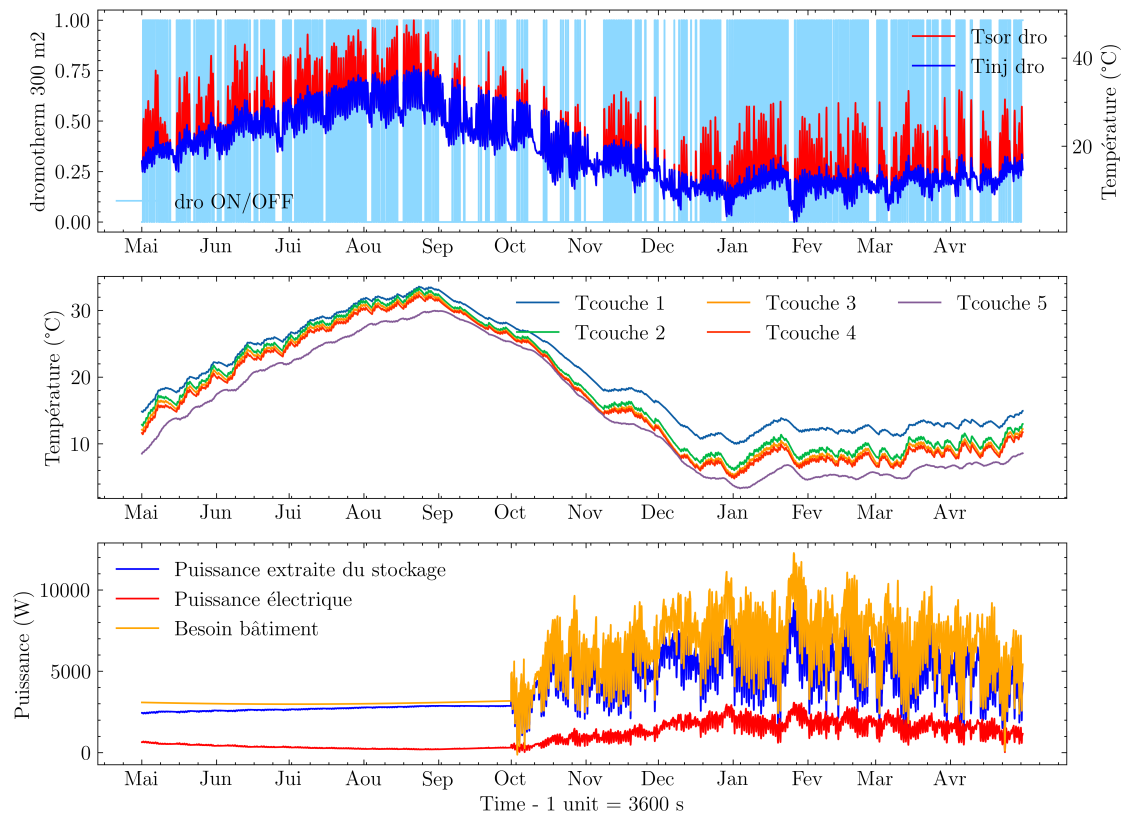 dromotherm 300 m2
1.00
0.75
0.50
0.25
0.00
Tsor dro
Tinj dro
dro ON/OFF
40
20
Température (°C)
Mai Jun Jui Aou Sep Oct Nov Dec Jan Fev Mar Avr
Température (°C)
30
20
10
Tcouche 1 Tcouche 3 Tcouche 5
Tcouche 2 Tcouche 4
Mai Jun Jui Aou Sep Oct Nov Dec Jan Fev Mar Avr
Puissance (W)
10000
5000
0
Puissance extraite du stockage
Puissance électrique
Besoin bâtiment
Mai Jun Jui Aou Sep Oct Nov Dec Jan Fev Mar Avr
Time - 1 unit = 3600 s